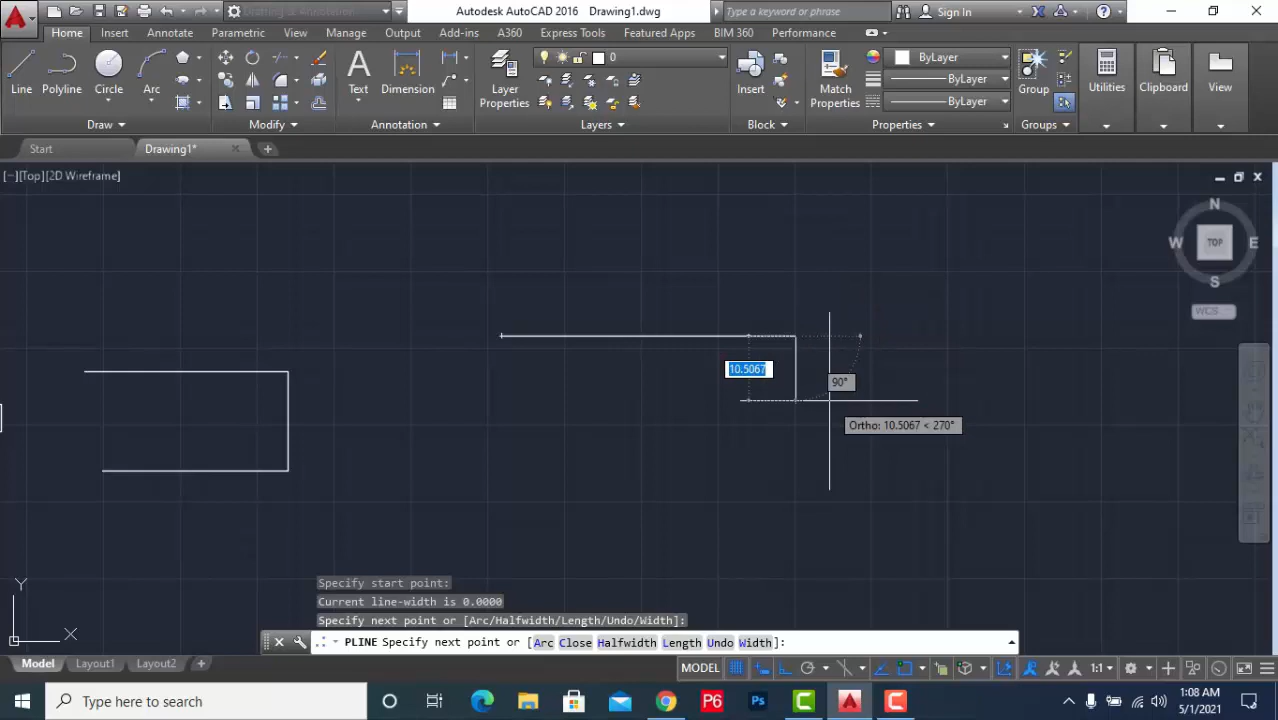 Drawing & Annotation
Autodesk AutoCAD 2016 Drawing1.dwg
Type a keyword or phrase
Sign In
Home Insert Annotate Parametric View Manage Output Add-ins A360 Express Tools Featured Apps BIM 360 Performance
Line Polyline Circle Arc
Text Dimension
Layer Properties
0
Insert
Match Properties
ByLayer
ByLayer
ByLayer
Group
Utilities
Clipboard
View
Draw Modify Annotation Layers Block Properties Groups
Start Drawing1*
[−][Top][2D Wireframe]
N
W TOP E
S
WCS
10.5067
90°
Ortho: 10.5067 < 270°
Y
X
Specify start point:
Current line-width is 0.0000
Specify next point or [Arc/Halfwidth/Length/Undo/Width]:
PLINE Specify next point or [Arc Close Halfwidth Length Undo Width]:
Model Layout1 Layout2 +
MODEL
1:1
Type here to search
P6
Ps
1:08 AM
5/1/2021